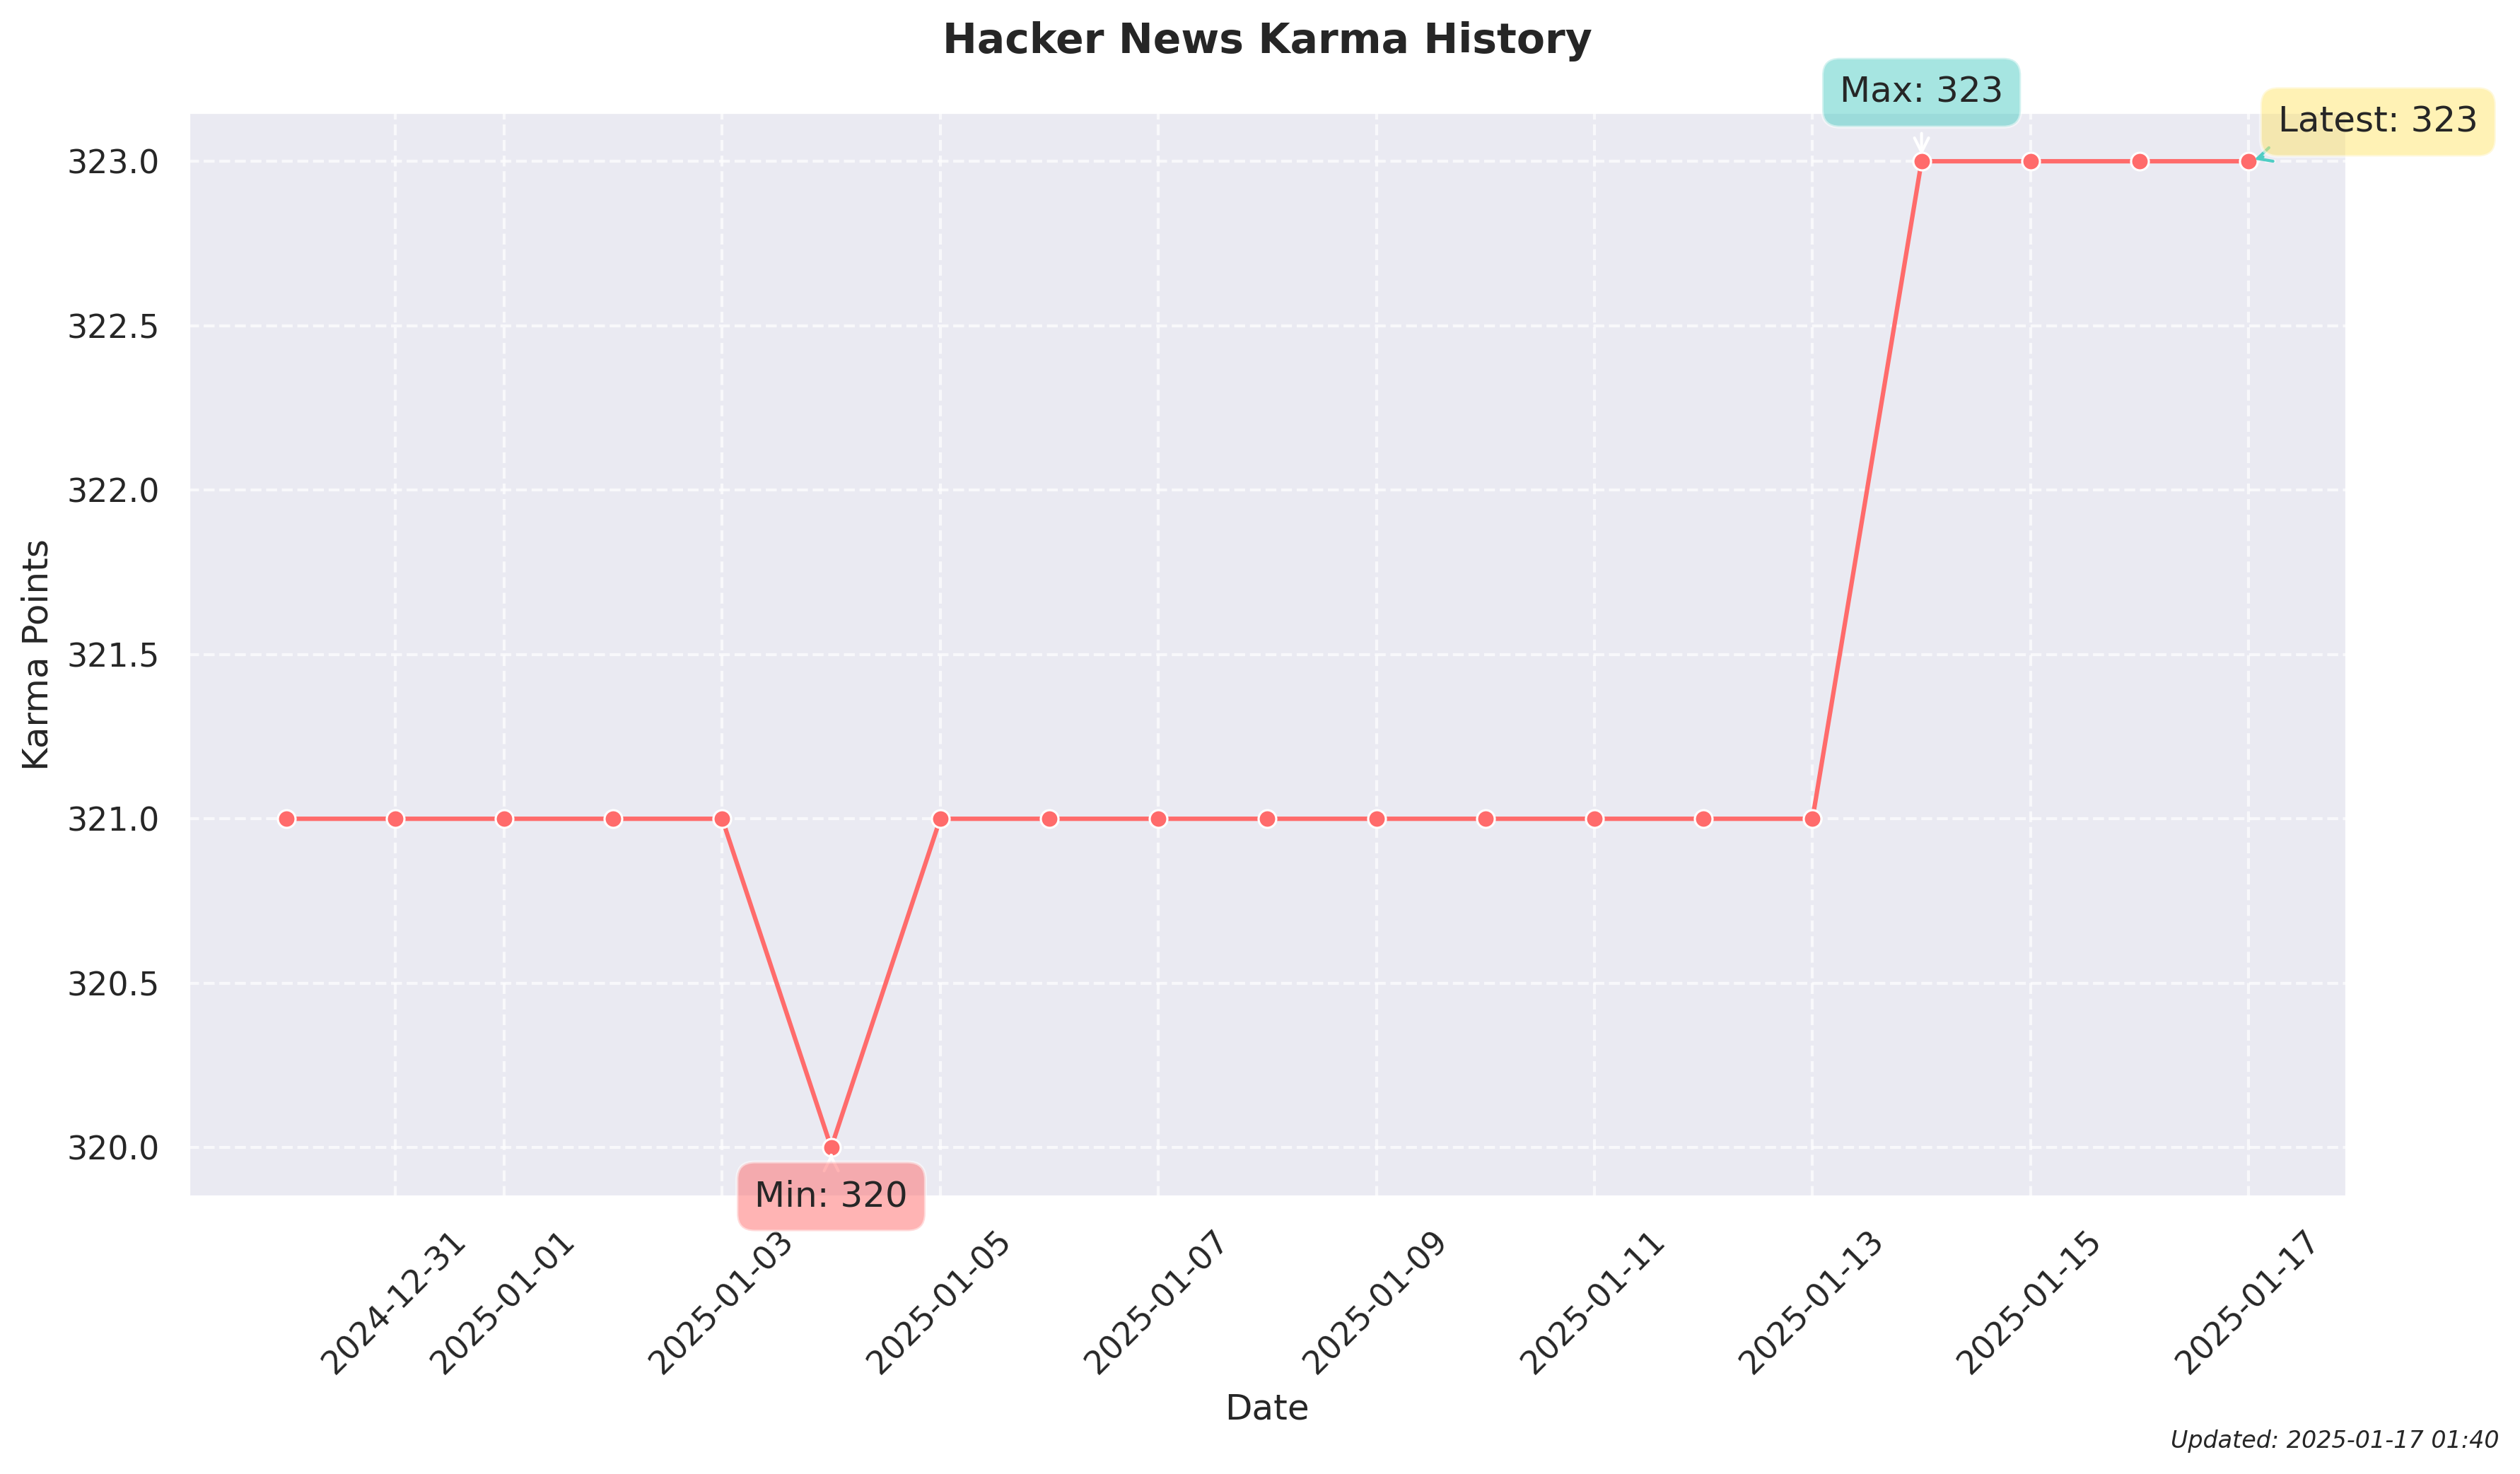 Hacker News Karma History
Max: 323
Latest: 323
323.0
322.5
322.0
321.5
321.0
320.5
320.0
Karma Points
Min: 320
2024-12-31
2025-01-01
2025-01-03
2025-01-05
2025-01-07
2025-01-09
2025-01-11
2025-01-13
2025-01-15
2025-01-17
Date
Updated: 2025-01-17 01:40